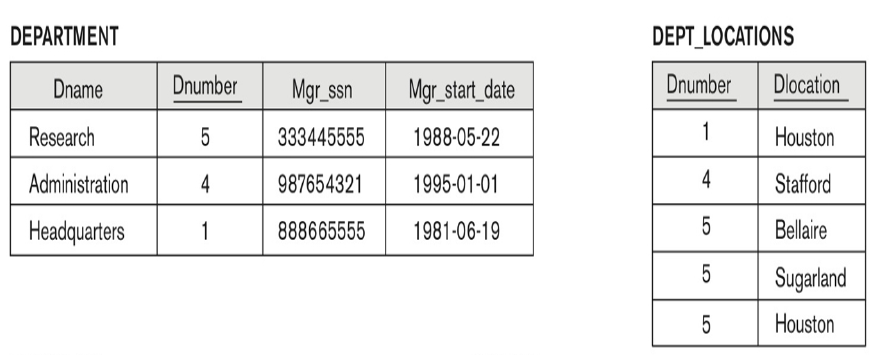 DEPARTMENT
Dname Dnumber Mgr_ssn Mgr_start_date
Research 5 333445555 1988-05-22
Administration 4 987654321 1995-01-01
Headquarters 1 888665555 1981-06-19
DEPT_LOCATIONS
Dnumber Dlocation
1 Houston
4 Stafford
5 Bellaire
5 Sugarland
5 Houston